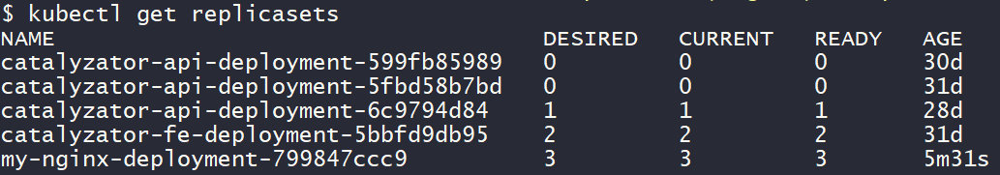 $ kubectl get replicasets
NAME DESIRED CURRENT READY AGE
catalyzator-api-deployment-599fb85989 0 0 0 30d
catalyzator-api-deployment-5fbd58b7bd 0 0 0 31d
catalyzator-api-deployment-6c9794d84 1 1 1 28d
catalyzator-fe-deployment-5bbfd9db95 2 2 2 31d
my-nginx-deployment-799847ccc9 3 3 3 5m31s